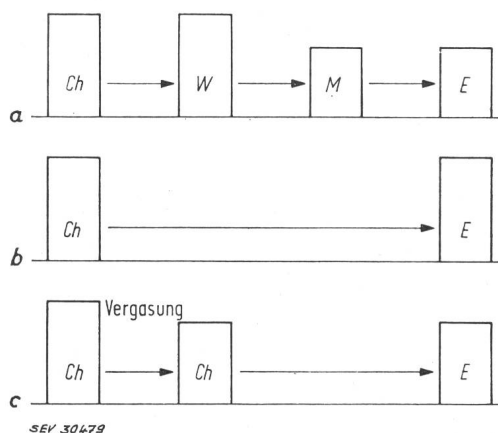 Ch W M E
a
Ch E
b
Vergasung
Ch Ch E
c
SEV 30479